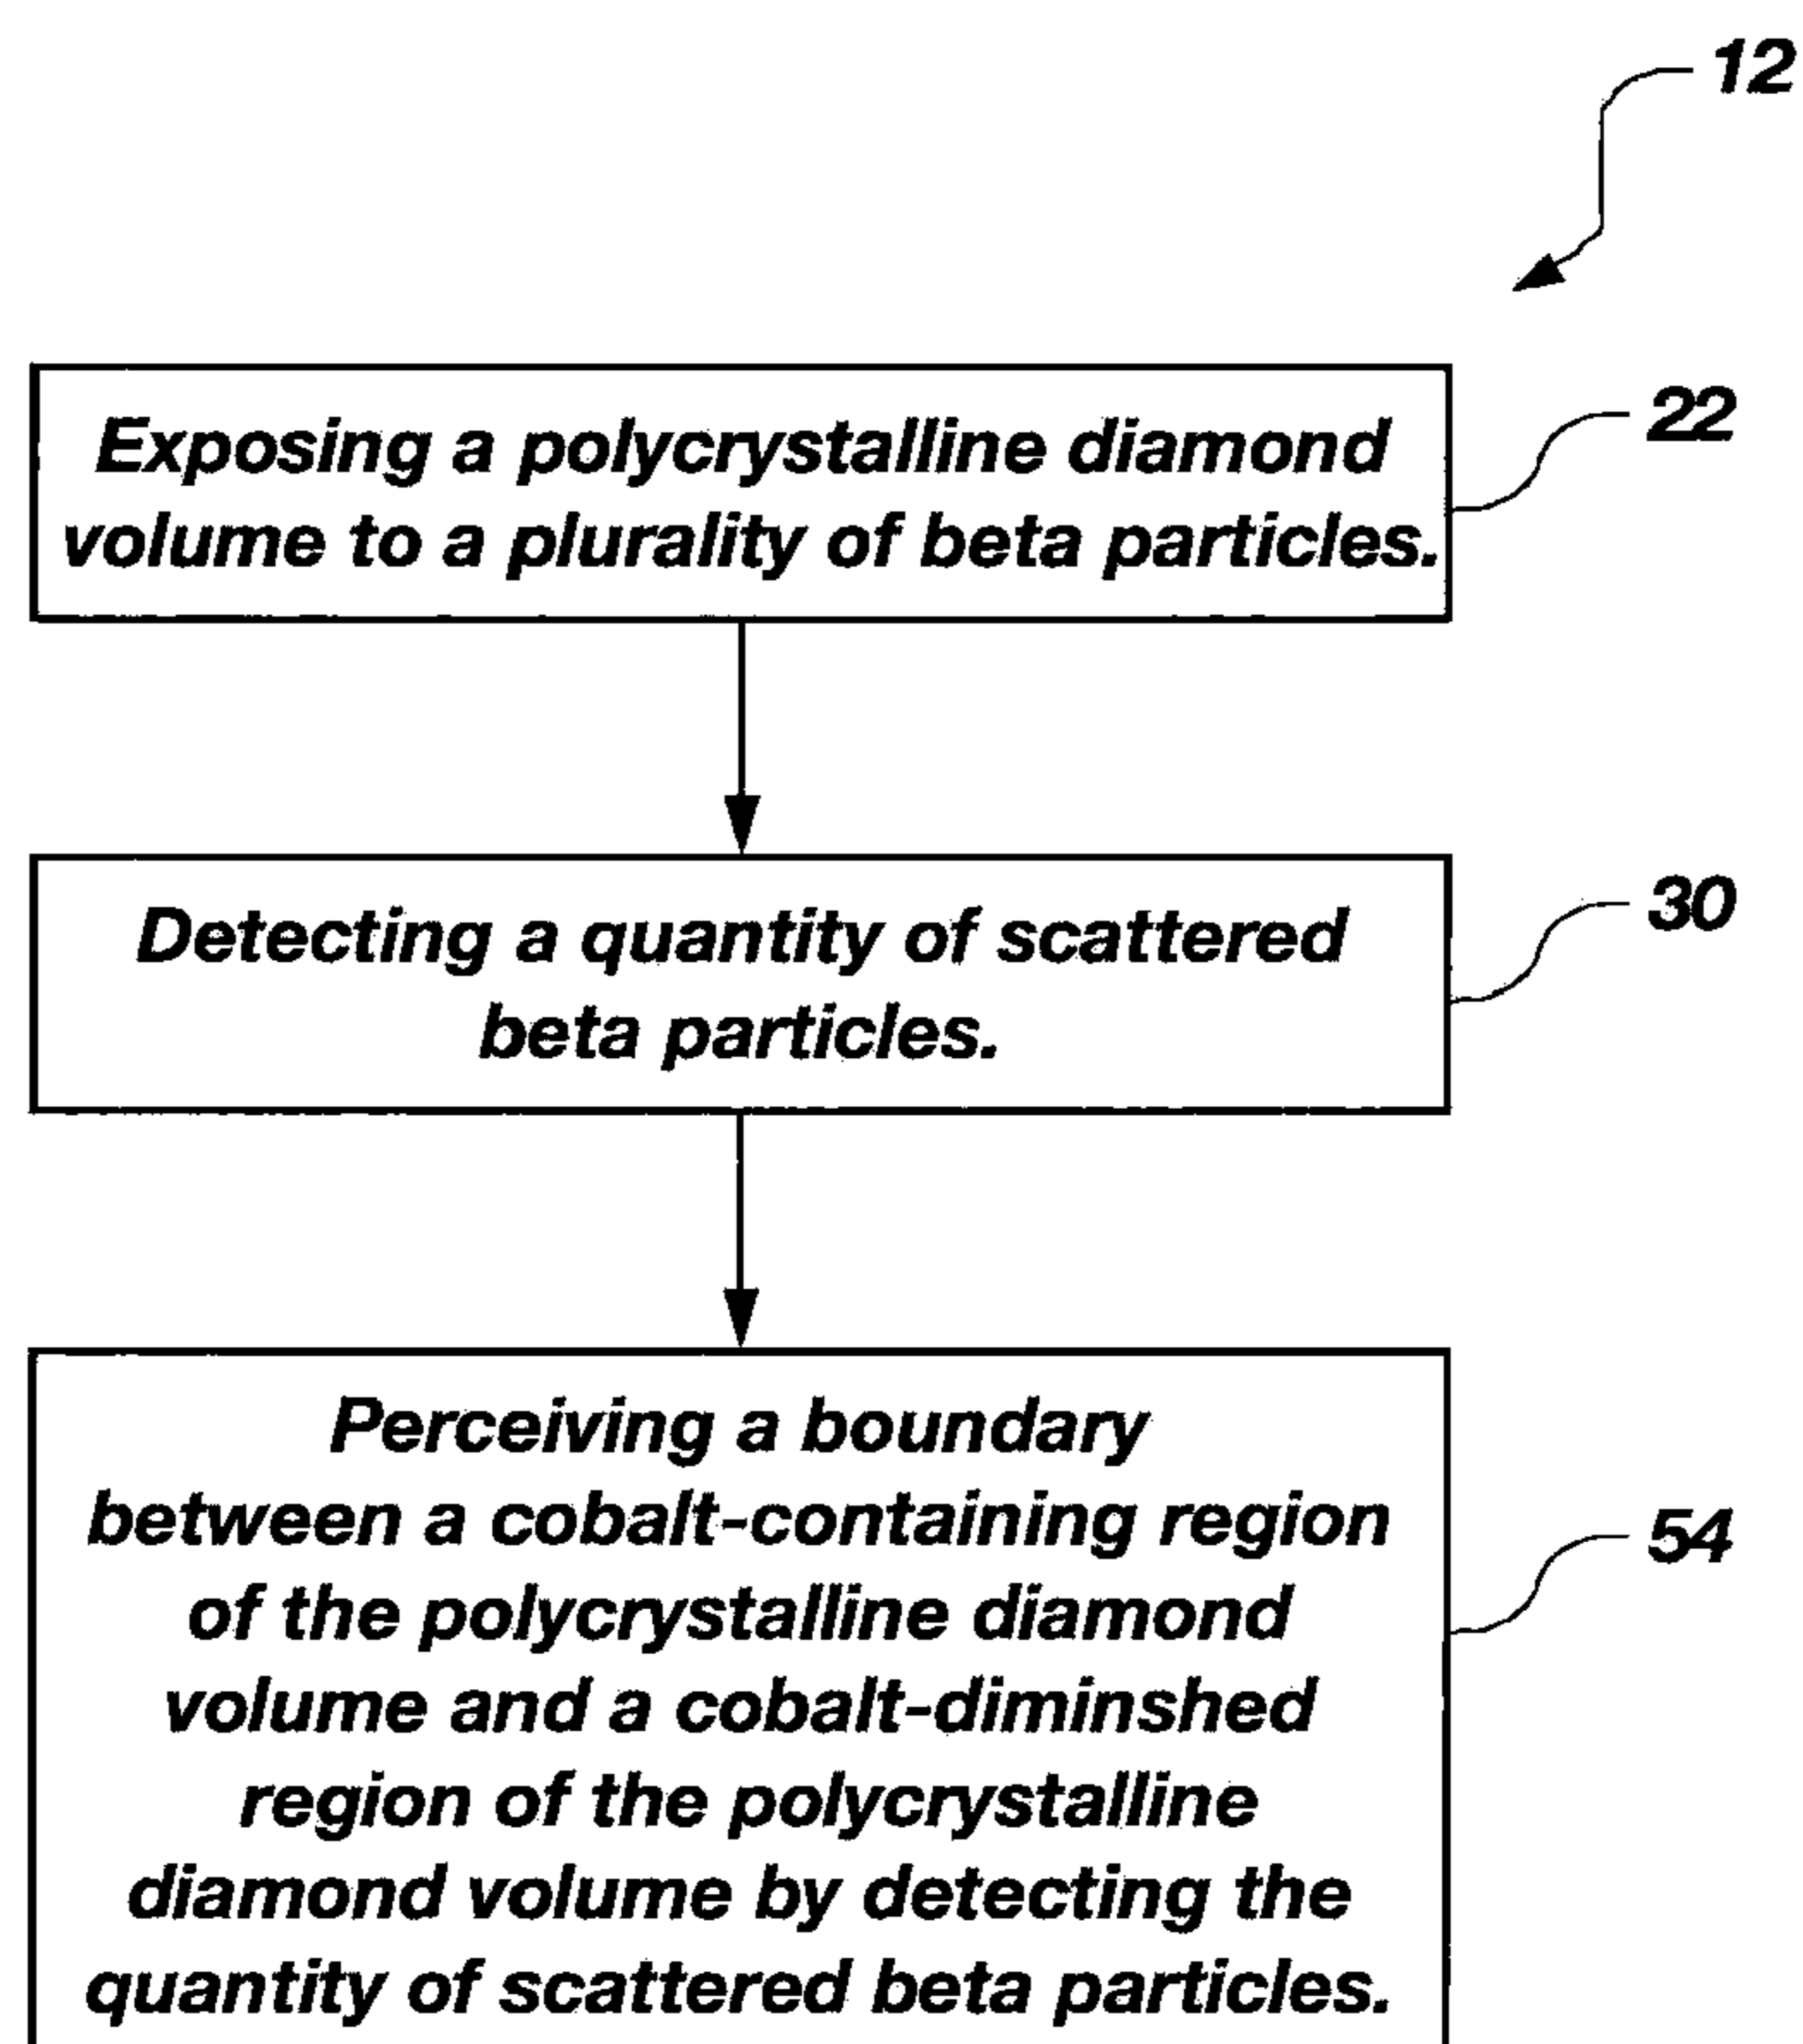 12
Exposing a polycrystalline diamond
volume to a plurality of beta particles.
22
Detecting a quantity of scattered
beta particles.
30
Perceiving a boundary
between a cobalt-containing region
of the polycrystalline diamond
volume and a cobalt-diminshed
region of the polycrystalline
diamond volume by detecting the
quantity of scattered beta particles.
54